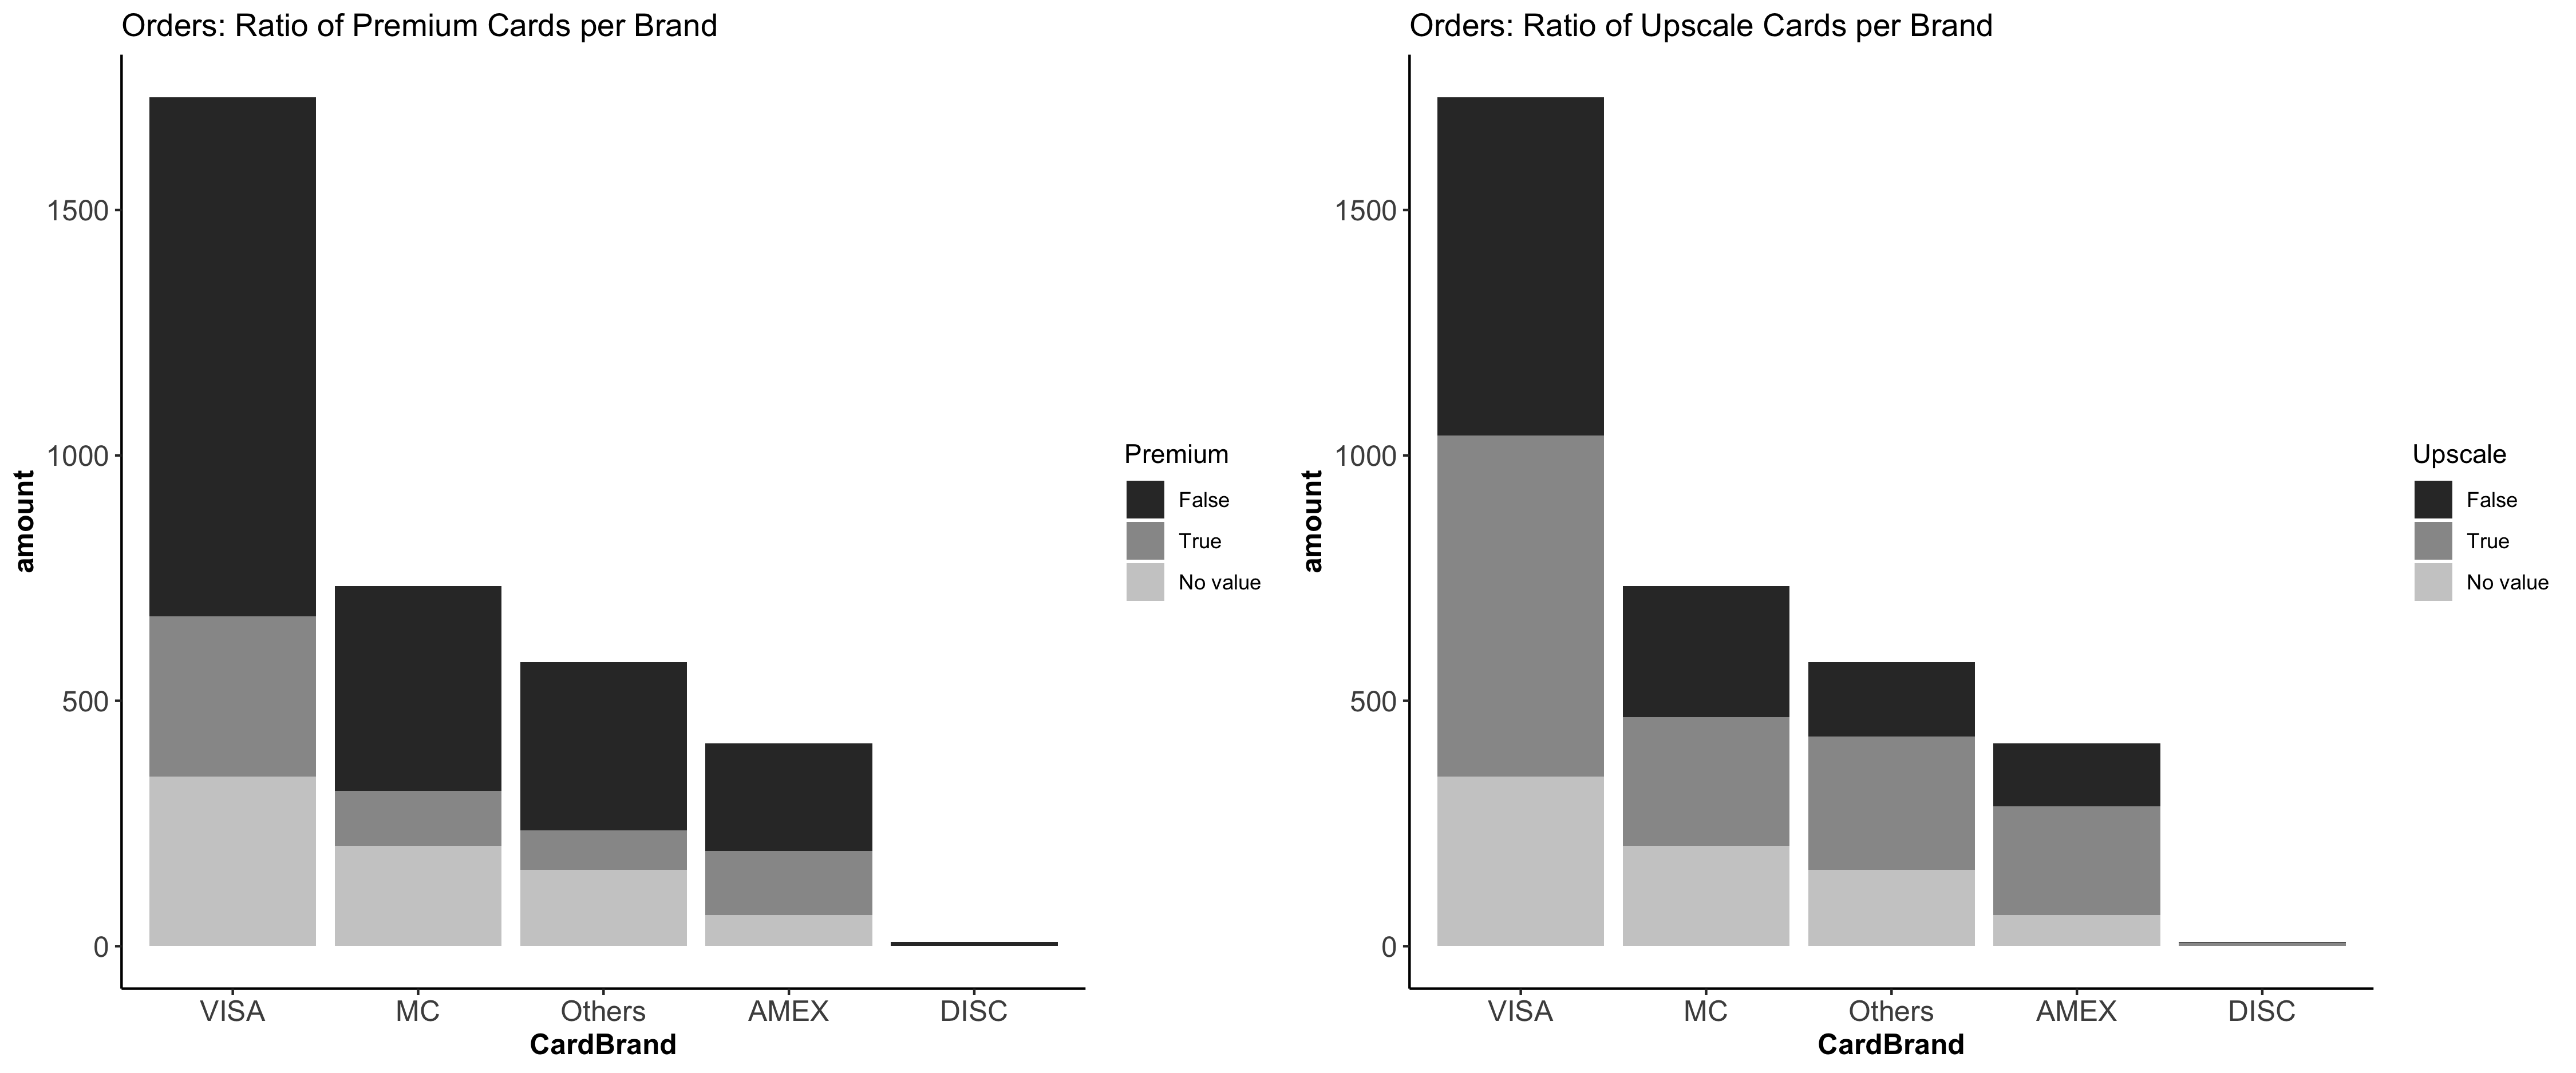 Orders: Ratio of Premium Cards per Brand
1500
1000
500
0
amount
VISA MC Others AMEX DISC
CardBrand
Premium
False
True
No value
Orders: Ratio of Upscale Cards per Brand
1500
1000
500
0
amount
VISA MC Others AMEX DISC
CardBrand
Upscale
False
True
No value